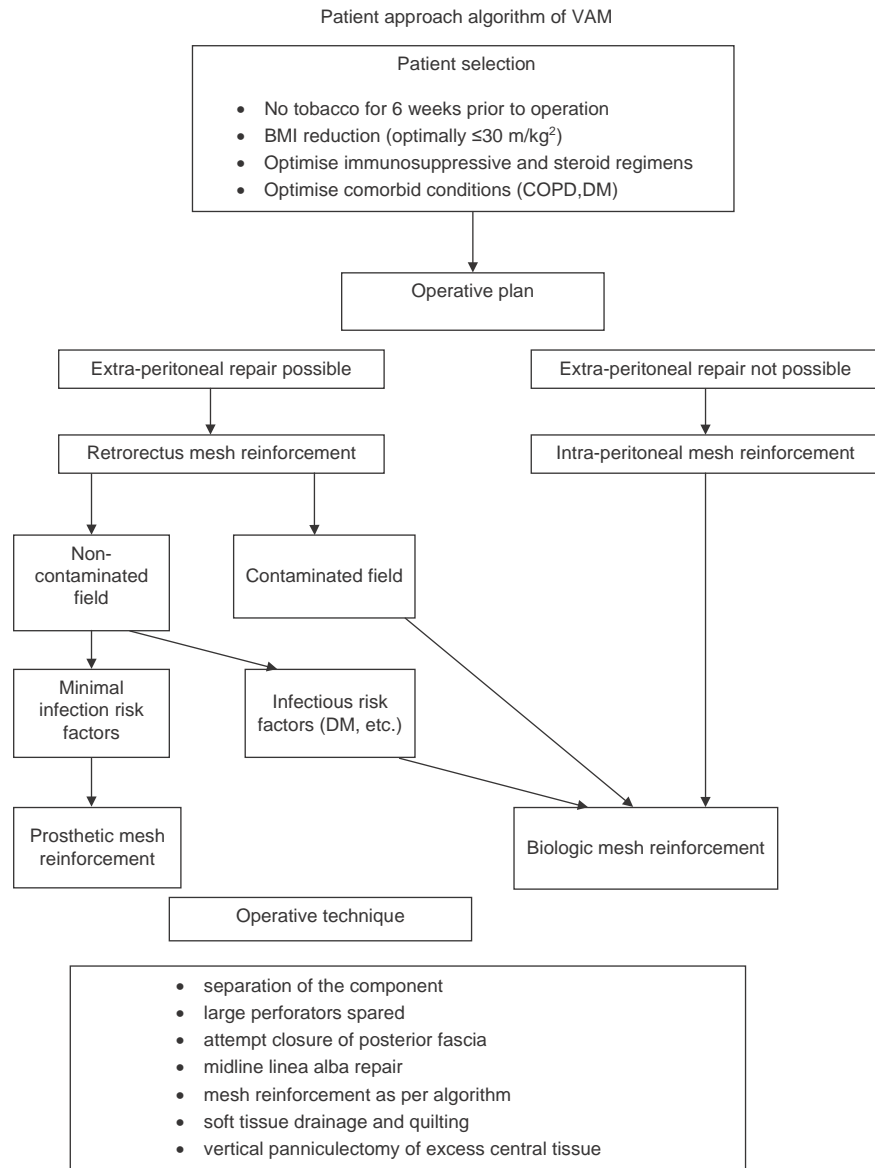 Patient approach algorithm of VAM
Patient selection
• No tobacco for 6 weeks prior to operation
• BMI reduction (optimally ≤30 m/kg²)
• Optimise immunosuppressive and steroid regimens
• Optimise comorbid conditions (COPD,DM)
Operative plan
Extra-peritoneal repair possible
Extra-peritoneal repair not possible
Retrorectus mesh reinforcement
Intra-peritoneal mesh reinforcement
Non-
contaminated
field
Contaminated field
Minimal
infection risk
factors
Infectious risk
factors (DM, etc.)
Prosthetic mesh
reinforcement
Biologic mesh reinforcement
Operative technique
• separation of the component
• large perforators spared
• attempt closure of posterior fascia
• midline linea alba repair
• mesh reinforcement as per algorithm
• soft tissue drainage and quilting
• vertical panniculectomy of excess central tissue